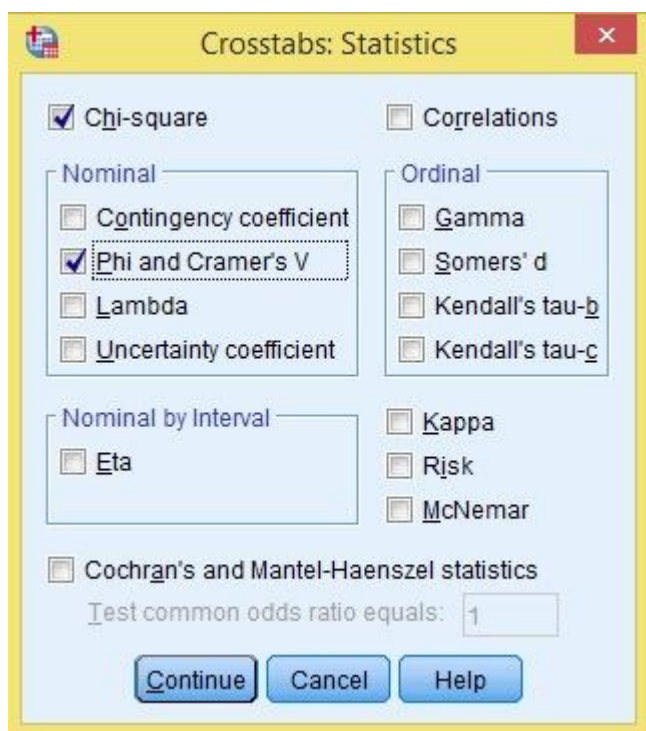 Crosstabs: Statistics
Chi-square
Correlations
Nominal
Contingency coefficient
Phi and Cramer's V
Lambda
Uncertainty coefficient
Ordinal
Gamma
Somers' d
Kendall's tau-b
Kendall's tau-c
Nominal by Interval
Eta
Kappa
Risk
McNemar
Cochran's and Mantel-Haenszel statistics
Test common odds ratio equals: 1
Continue Cancel Help